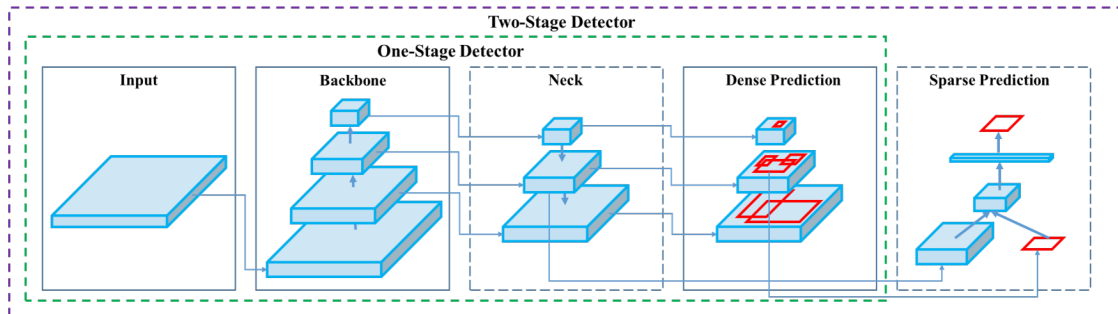 Two-Stage Detector
One-Stage Detector
Input
Backbone
Neck
Dense Prediction
Sparse Prediction